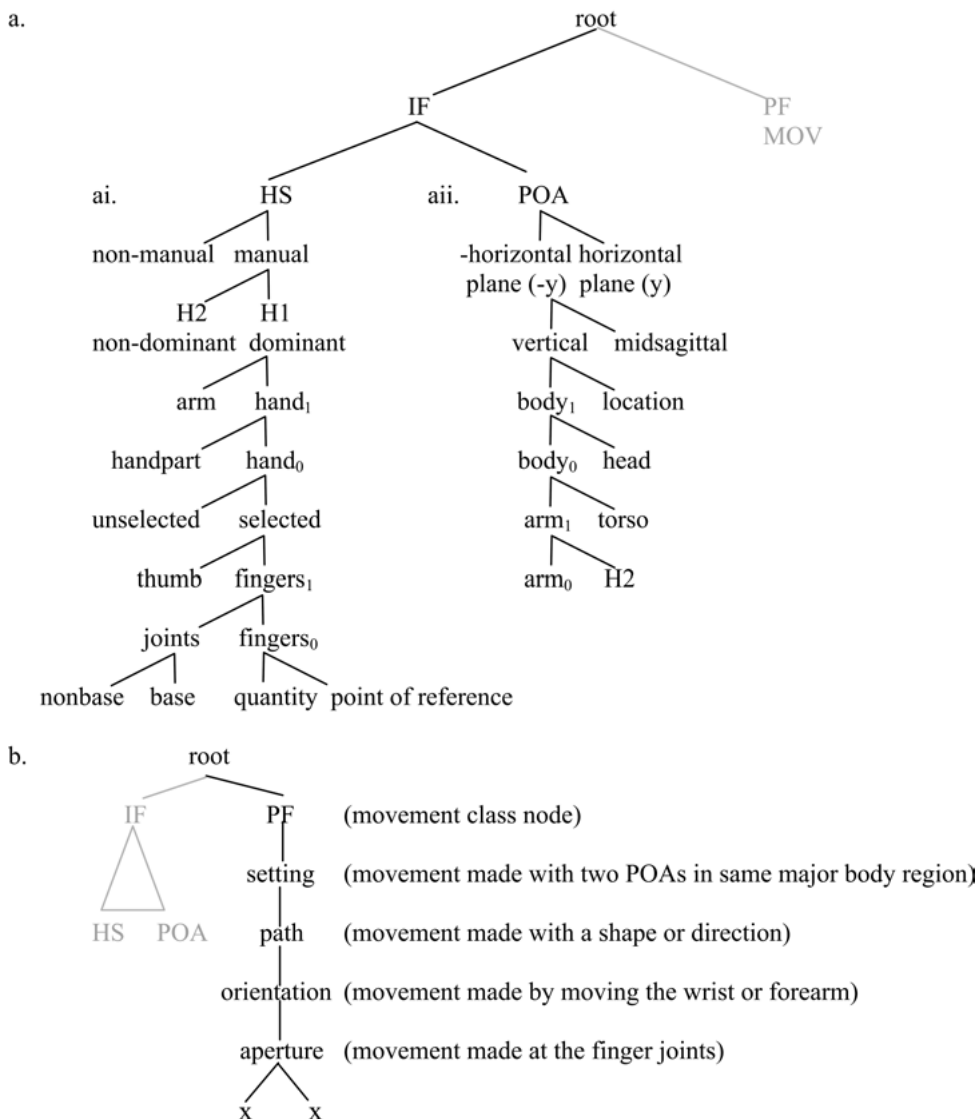 a.
root
IF
PF
MOV
ai. HS aii. POA
non-manual manual -horizontal horizontal
plane (-y) plane (y)
H2 H1
non-dominant dominant vertical midsagittal
arm hand₁ body₁ location
handpart hand₀ body₀ head
unselected selected arm₁ torso
thumb fingers₁ arm₀ H2
joints fingers₀
nonbase base quantity point of reference
b.
root
IF PF (movement class node)
setting (movement made with two POAs in same major body region)
HS POA path (movement made with a shape or direction)
orientation (movement made by moving the wrist or forearm)
aperture (movement made at the finger joints)
x x